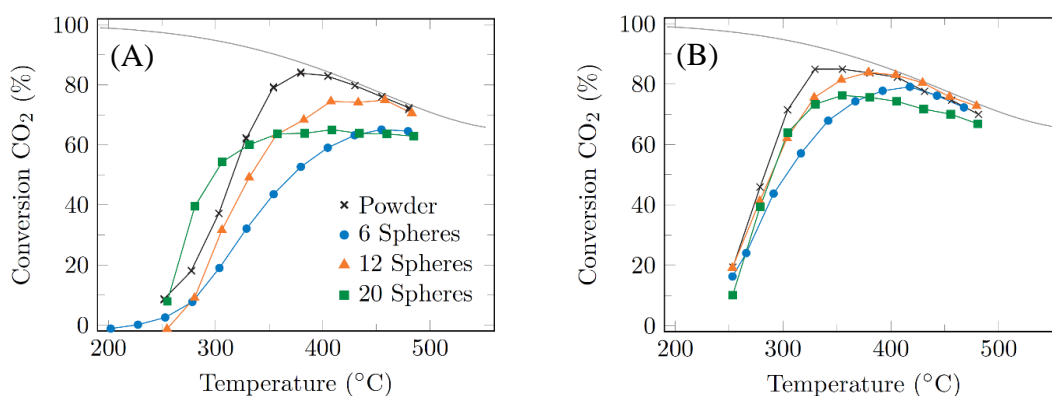 (A)
Conversion CO₂ (%)
100
80
60
40
20
0
200 300 400 500
Temperature (°C)
Powder
6 Spheres
12 Spheres
20 Spheres
(B)
Conversion CO₂ (%)
100
80
60
40
20
0
200 300 400 500
Temperature (°C)